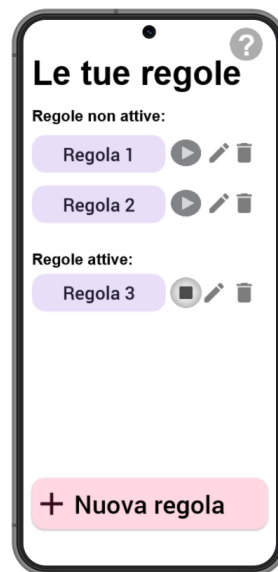 ?
Le tue regole
Regole non attive:
Regola 1
Regola 2
Regole attive:
Regola 3
+ Nuova regola